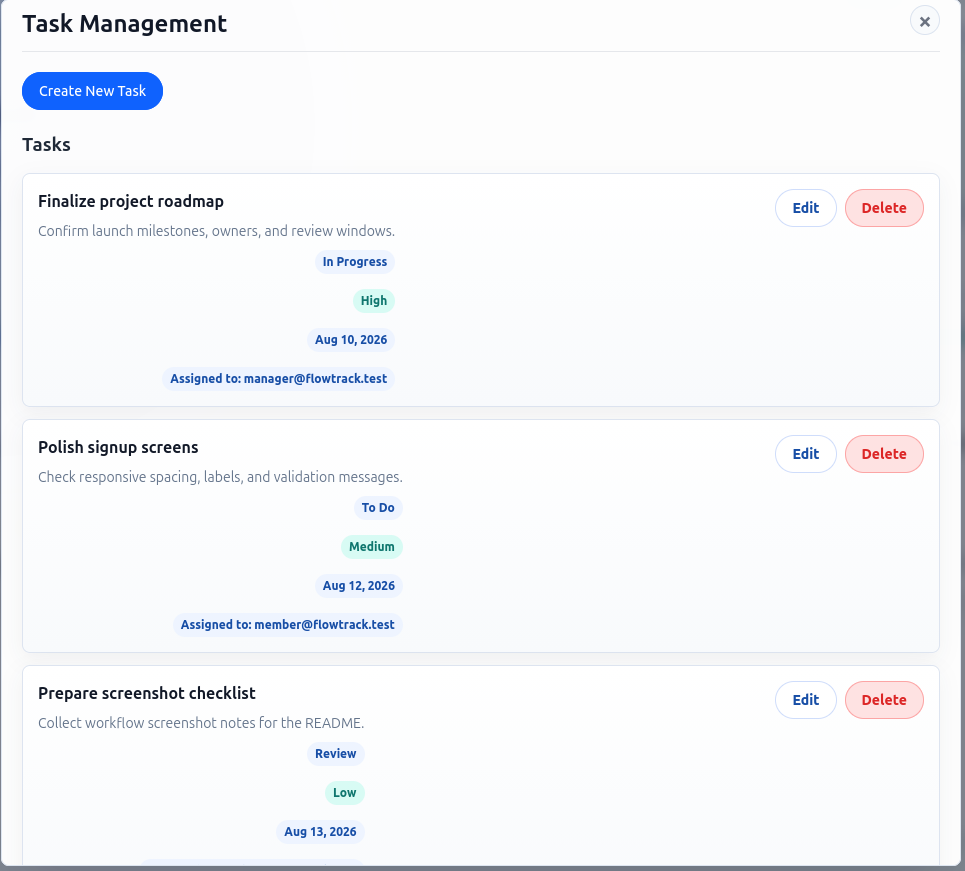 Task Management
Create New Task
Tasks
Finalize project roadmap
Edit
Delete
Confirm launch milestones, owners, and review windows.
In Progress
High
Aug 10, 2026
Assigned to: manager@flowtrack.test
Polish signup screens
Edit
Delete
Check responsive spacing, labels, and validation messages.
To Do
Medium
Aug 12, 2026
Assigned to: member@flowtrack.test
Prepare screenshot checklist
Edit
Delete
Collect workflow screenshot notes for the README.
Review
Low
Aug 13, 2026